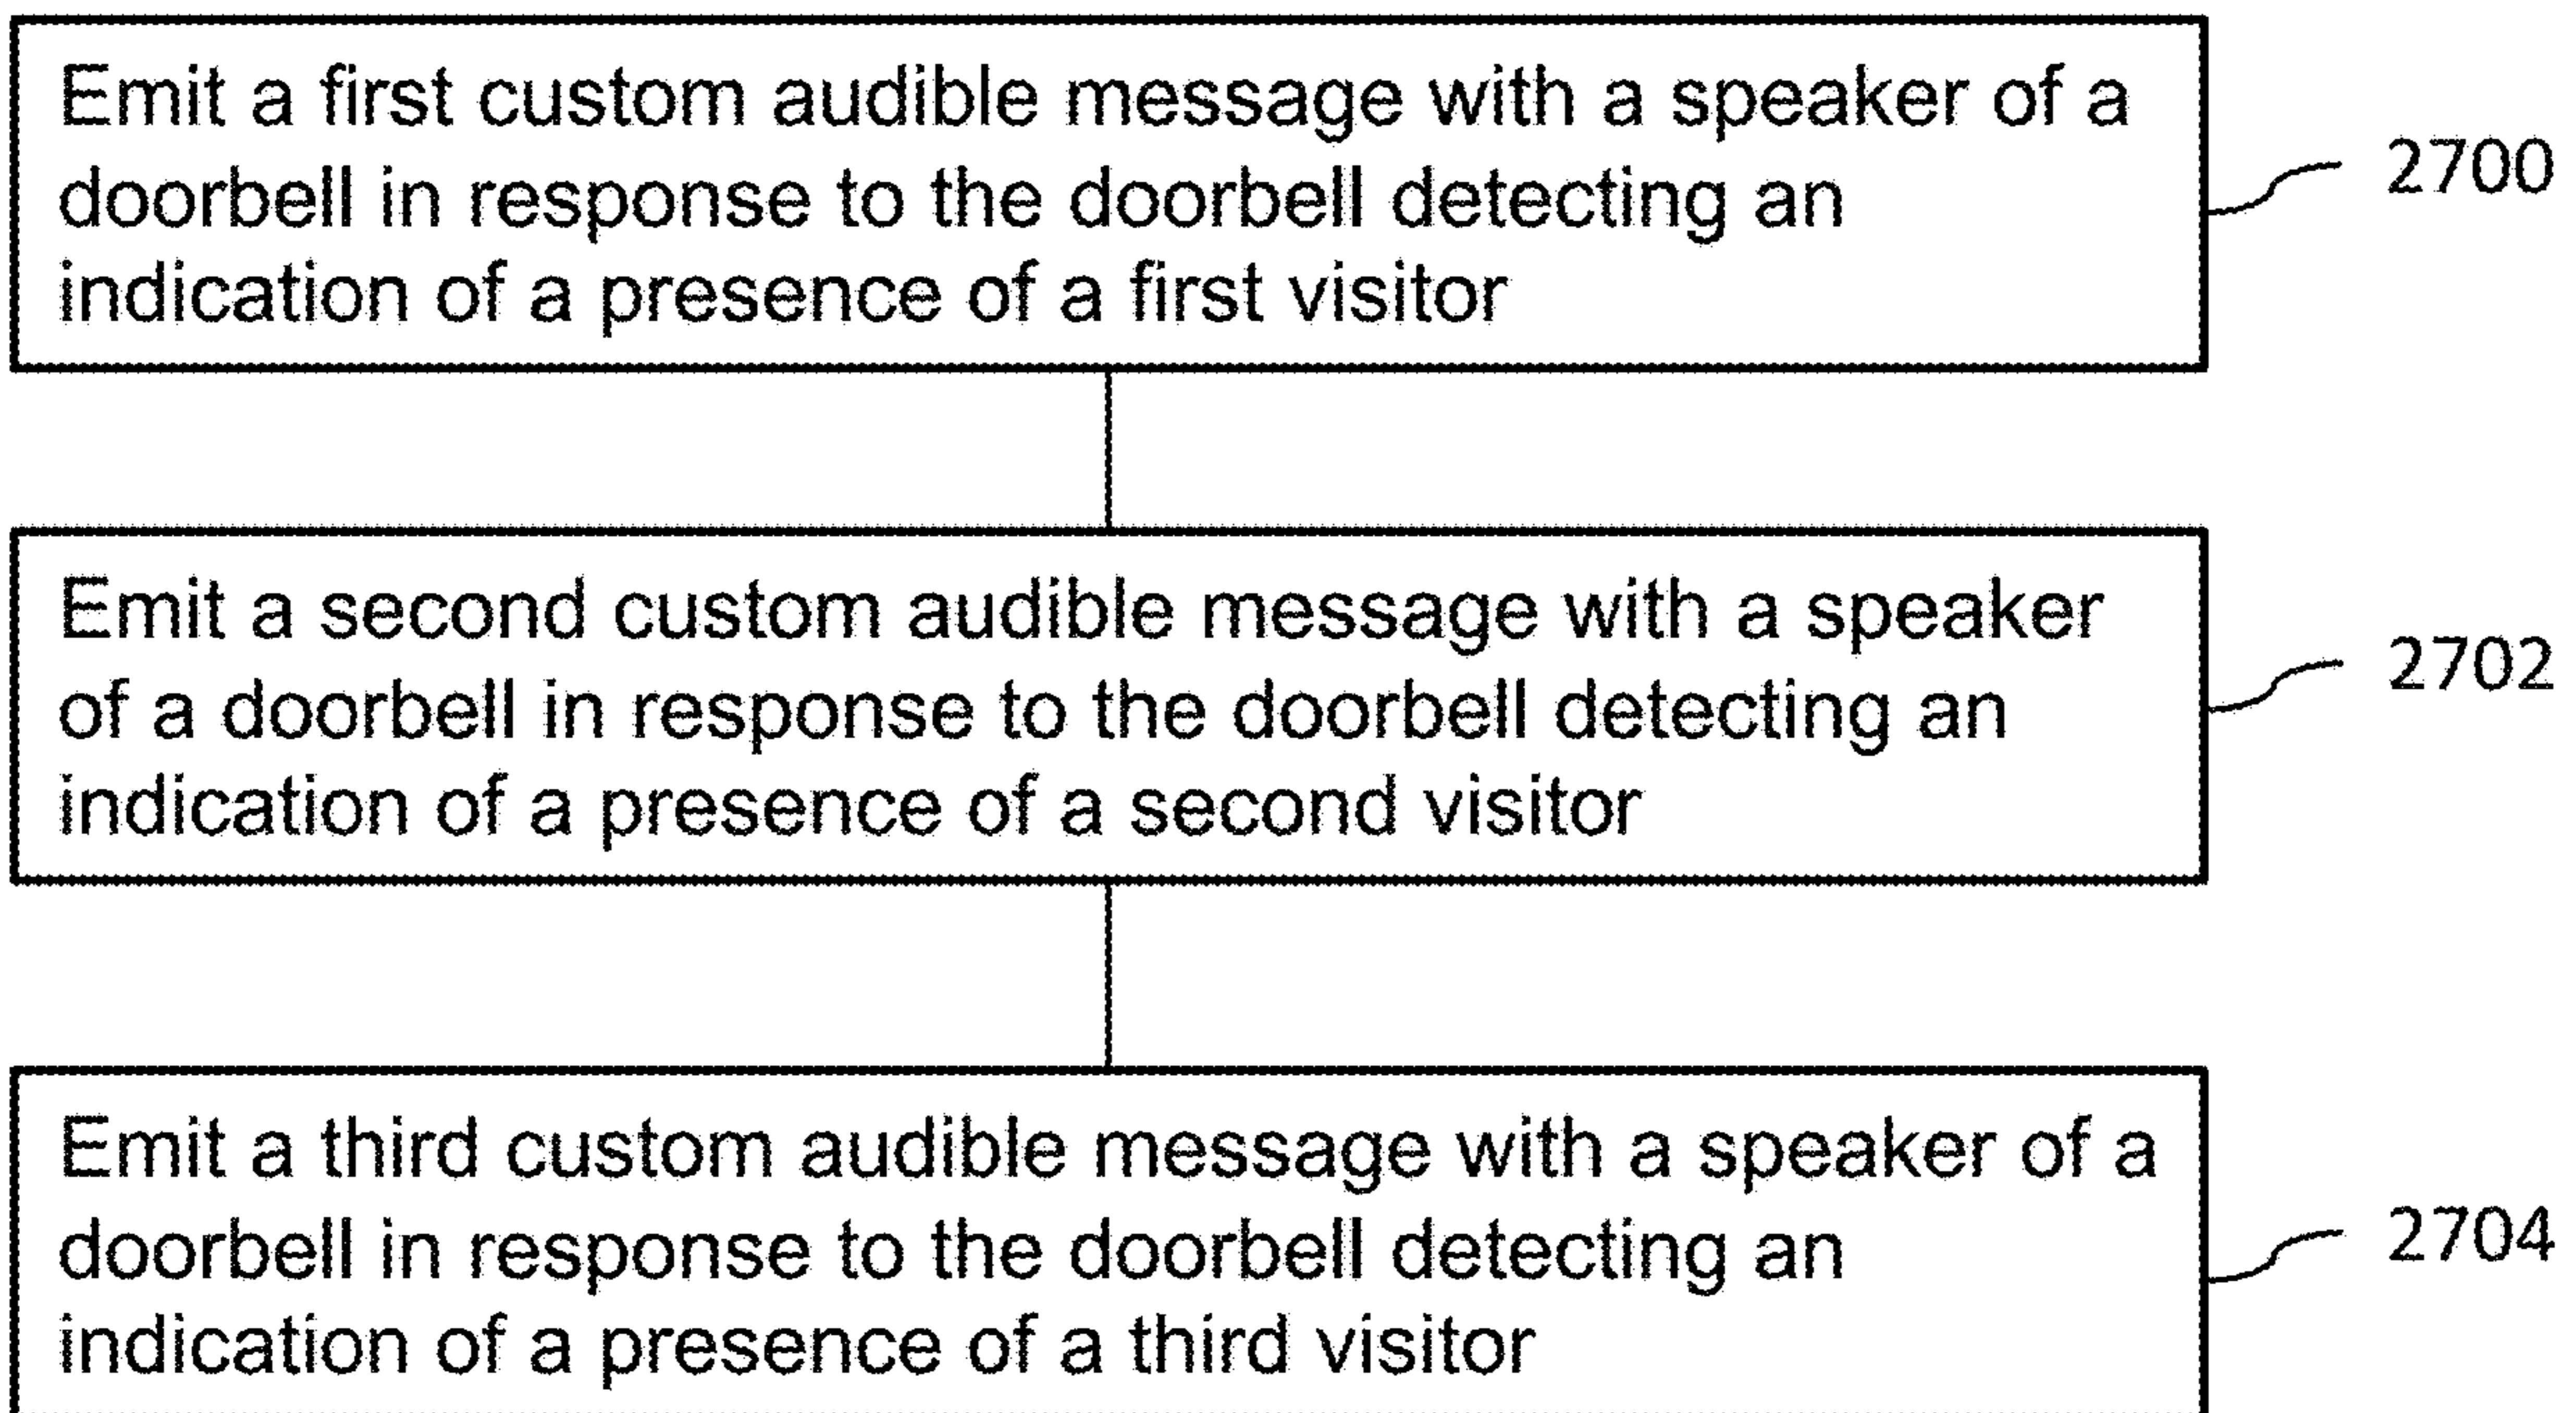 Emit a first custom audible message with a speaker of a
doorbell in response to the doorbell detecting an
indication of a presence of a first visitor
2700
Emit a second custom audible message with a speaker
of a doorbell in response to the doorbell detecting an
indication of a presence of a second visitor
2702
Emit a third custom audible message with a speaker of a
doorbell in response to the doorbell detecting an
indication of a presence of a third visitor
2704